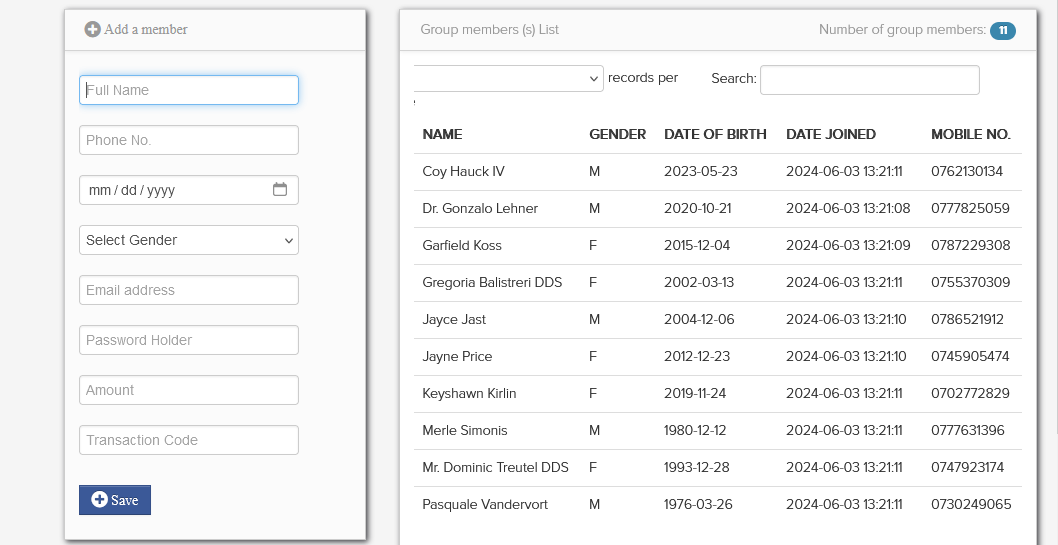 Add a member
Full Name
Phone No.
mm / dd / yyyy
Select Gender
Email address
Password Holder
Amount
Transaction Code
Save
Group members (s) List Number of group members: 11
records per Search:
NAME GENDER DATE OF BIRTH DATE JOINED MOBILE NO.
Coy Hauck IV M 2023-05-23 2024-06-03 13:21:11 0762130134
Dr. Gonzalo Lehner M 2020-10-21 2024-06-03 13:21:08 0777825059
Garfield Koss F 2015-12-04 2024-06-03 13:21:09 0787229308
Gregoria Balistreri DDS F 2002-03-13 2024-06-03 13:21:11 0755370309
Jayce Jast M 2004-12-06 2024-06-03 13:21:10 0786521912
Jayne Price F 2012-12-23 2024-06-03 13:21:10 0745905474
Keyshawn Kirlin F 2019-11-24 2024-06-03 13:21:11 0702772829
Merle Simonis M 1980-12-12 2024-06-03 13:21:11 0777631396
Mr. Dominic Treutel DDS F 1993-12-28 2024-06-03 13:21:11 0747923174
Pasquale Vandervort M 1976-03-26 2024-06-03 13:21:11 0730249065